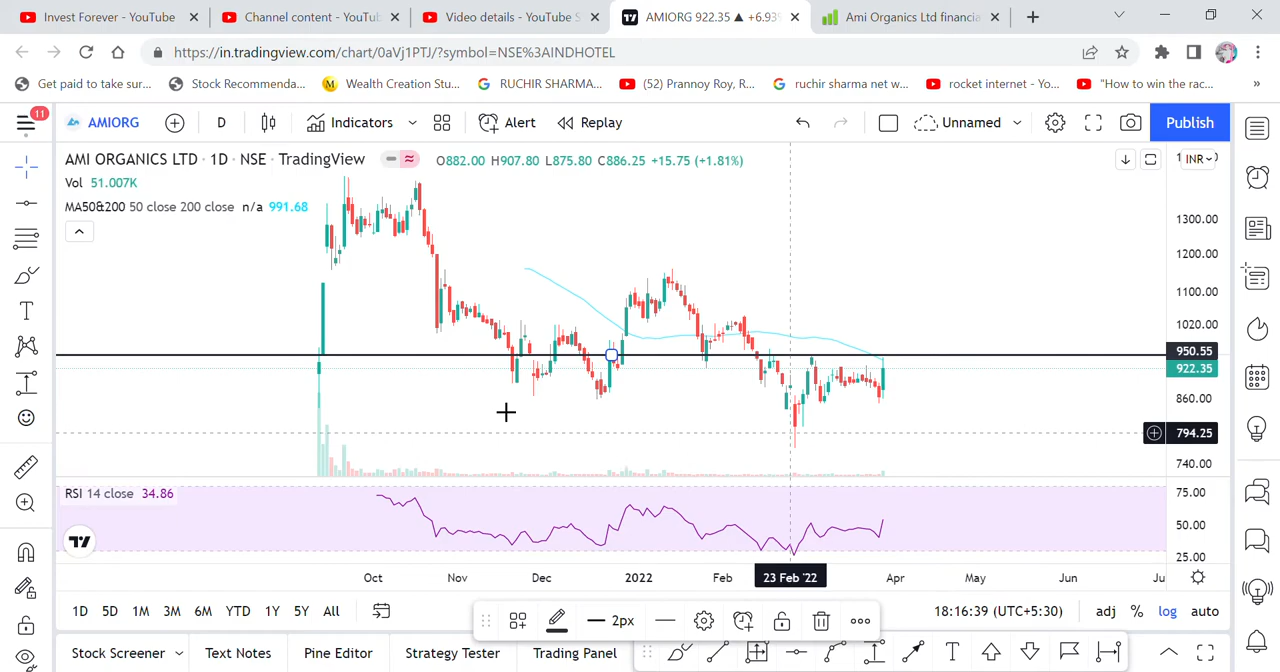 Invest Forever - YouTube
Channel content - YouTub
Video details - YouTube S
AMIORG 922.35 ▲ +6.93%
Ami Organics Ltd financia
https://in.tradingview.com/chart/0aVj1PTJ/?symbol=NSE%3AINDHOTEL
Get paid to take sur...
Stock Recommenda...
Wealth Creation Stu...
RUCHIR SHARMA...
(52) Prannoy Roy, R...
ruchir sharma net w...
rocket internet - Yo...
"How to win the rac...
»
11
AMIORG
D
Indicators
Alert
Replay
Unnamed
Publish
AMI ORGANICS LTD · 1D · NSE · TradingView
O882.00 H907.80 L875.80 C886.25 +15.75 (+1.81%)
INR
Vol 51.007K
MA50&200 50 close 200 close n/a 991.68
1300.00
1200.00
1100.00
1020.00
950.55
922.35
860.00
794.25
740.00
RSI 14 close 34.86
75.00
50.00
25.00
Oct Nov Dec 2022 Feb 23 Feb '22 Apr May Jun Ju
1D 5D 1M 3M 6M YTD 1Y 5Y All
2px
18:16:39 (UTC+5:30)
adj % log auto
Stock Screener
Text Notes
Pine Editor
Strategy Tester
Trading Panel